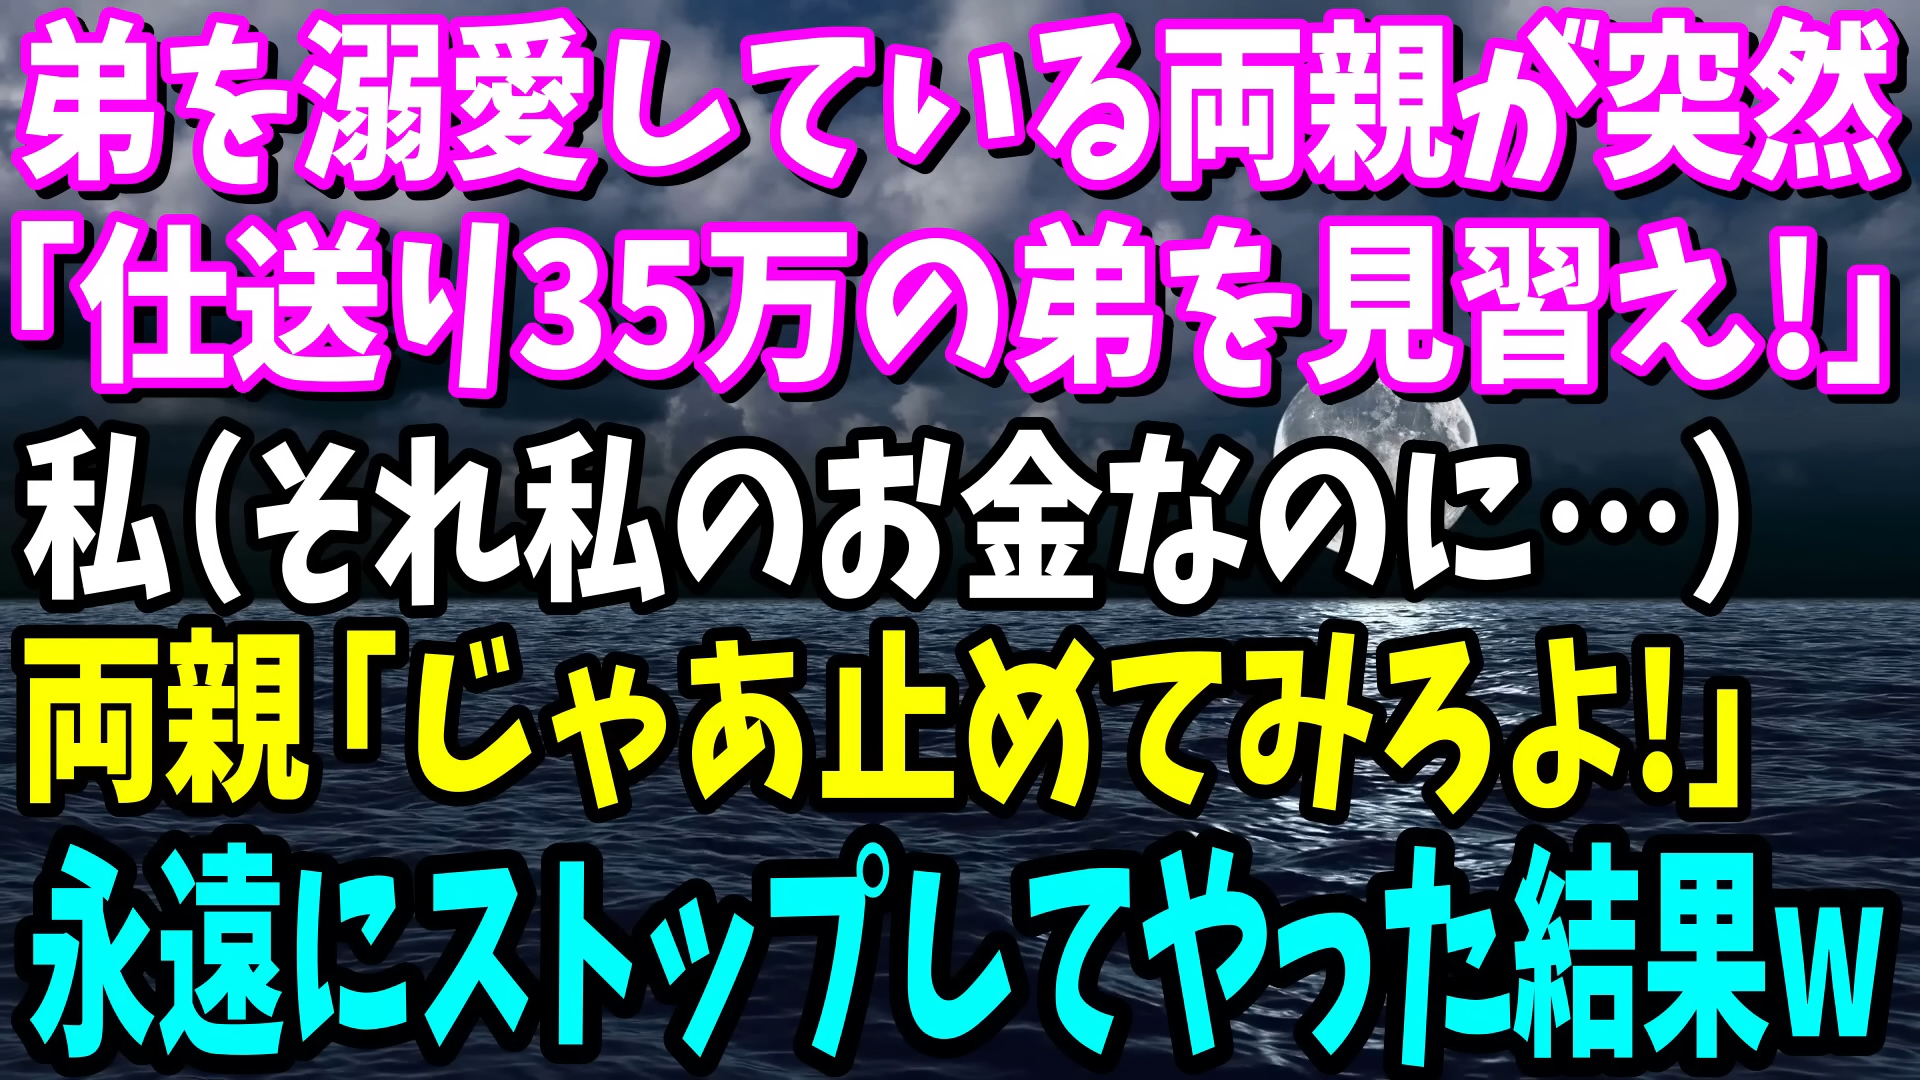 弟を溺愛している両親が突然
「仕送り35万の弟を見習え!」
私(それ私のお金なのに…)
両親「じゃあ止めてみろよ!」
永遠にストップしてやった結果w